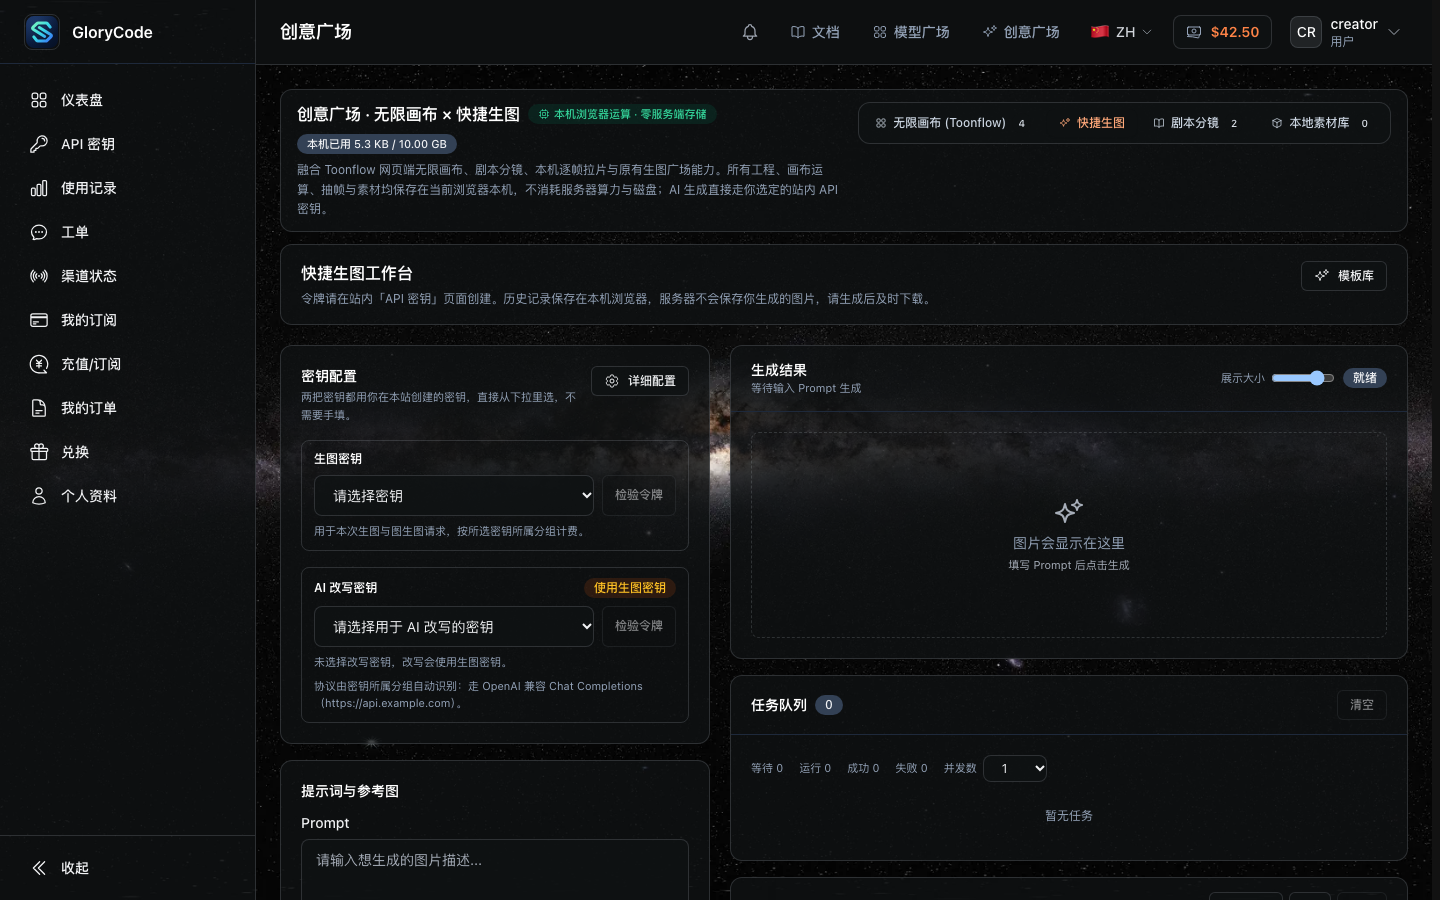 GloryCode
创意广场
文档
模型广场
创意广场
ZH
$42.50
CR
creator
用户
仪表盘
API 密钥
使用记录
工单
渠道状态
我的订阅
充值/订阅
我的订单
兑换
个人资料
收起
创意广场 · 无限画布 × 快捷生图
本机浏览器运算 · 零服务端存储
本机已用 5.3 KB / 10.00 GB
融合 Toonflow 网页端无限画布、剧本分镜、本机逐帧拉片与原有生图广场能力。所有工程、画布运
算、抽帧与素材均保存在当前浏览器本机，不消耗服务器算力与磁盘；AI 生成直接走你选定的站内 API
密钥。
无限画布 (Toonflow) 4
快捷生图
剧本分镜 2
本地素材库 0
快捷生图工作台
令牌请在站内「API 密钥」页面创建。历史记录保存在本机浏览器，服务器不会保存你生成的图片，请生成后及时下载。
模板库
密钥配置
两把密钥都用你在本站创建的密钥，直接从下拉里选，不
需要手填。
详细配置
生图密钥
请选择密钥
检验令牌
用于本次生图与图生图请求，按所选密钥所属分组计费。
AI 改写密钥
使用生图密钥
请选择用于 AI 改写的密钥
检验令牌
未选择改写密钥，改写会使用生图密钥。
协议由密钥所属分组自动识别：走 OpenAI 兼容 Chat Completions
（https://api.example.com）。
提示词与参考图
Prompt
请输入想生成的图片描述...
生成结果
等待输入 Prompt 生成
展示大小
就绪
图片会显示在这里
填写 Prompt 后点击生成
任务队列 0
清空
等待 0
运行 0
成功 0
失败 0
并发数
1
暂无任务